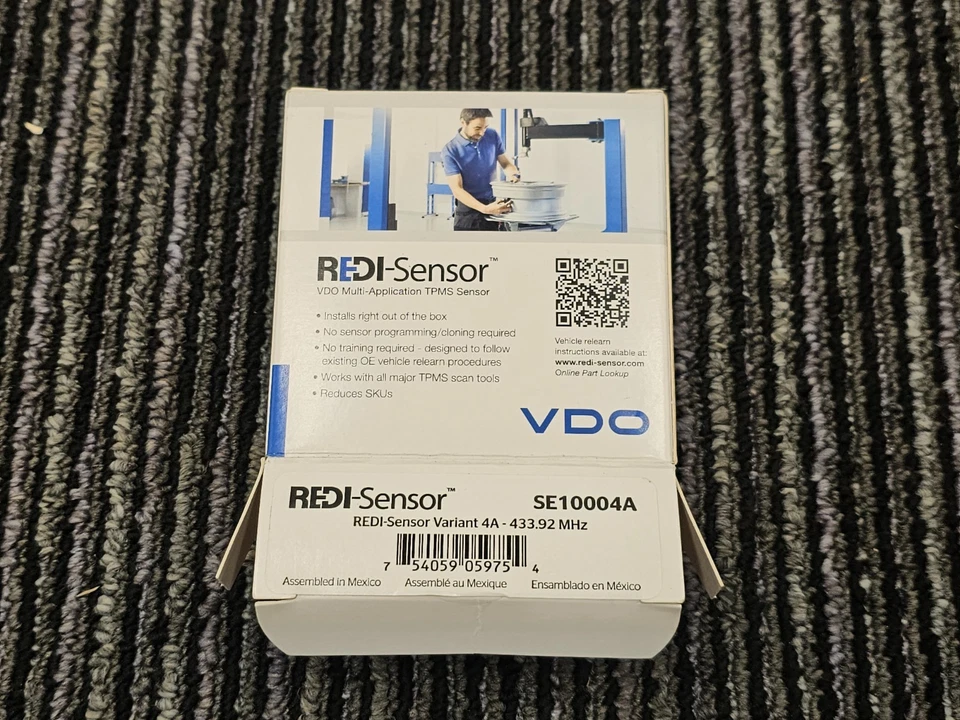 REDI-Sensor™
VDO Multi-Application TPMS Sensor
• Installs right out of the box
• No sensor programming/cloning required
• No training required - designed to follow
existing OE vehicle relearn procedures
• Works with all major TPMS scan tools
• Reduces SKUs
Vehicle relearn
instructions available at:
www.redi-sensor.com
Online Part Lookup
VDO
REDI-Sensor™ SE10004A
REDI-Sensor Variant 4A - 433.92 MHz
7 54059 05975 4
Assembled in Mexico Assemblé au Mexique Ensamblado en México